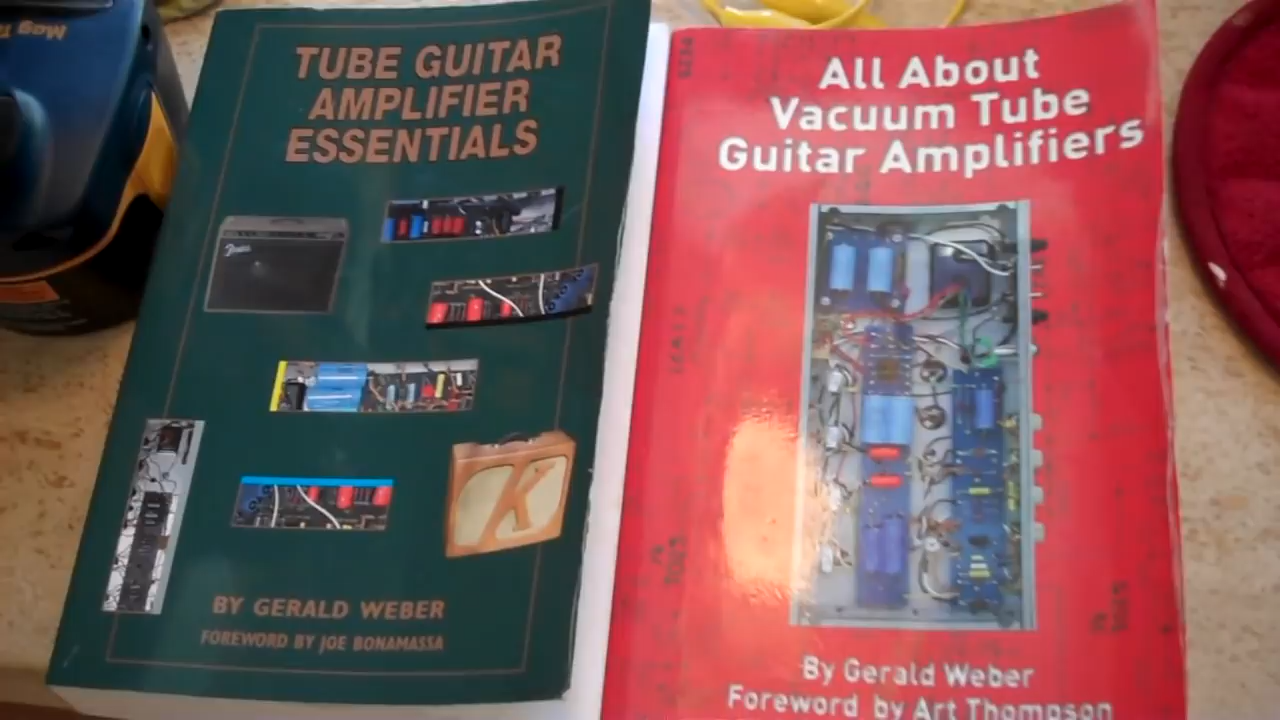 TUBE GUITAR
AMPLIFIER
ESSENTIALS
Fender
K
BY GERALD WEBER
FOREWORD BY JOE BONAMASSA
All About
Vacuum Tube
Guitar Amplifiers
By Gerald Weber
Foreword by Art Thompson